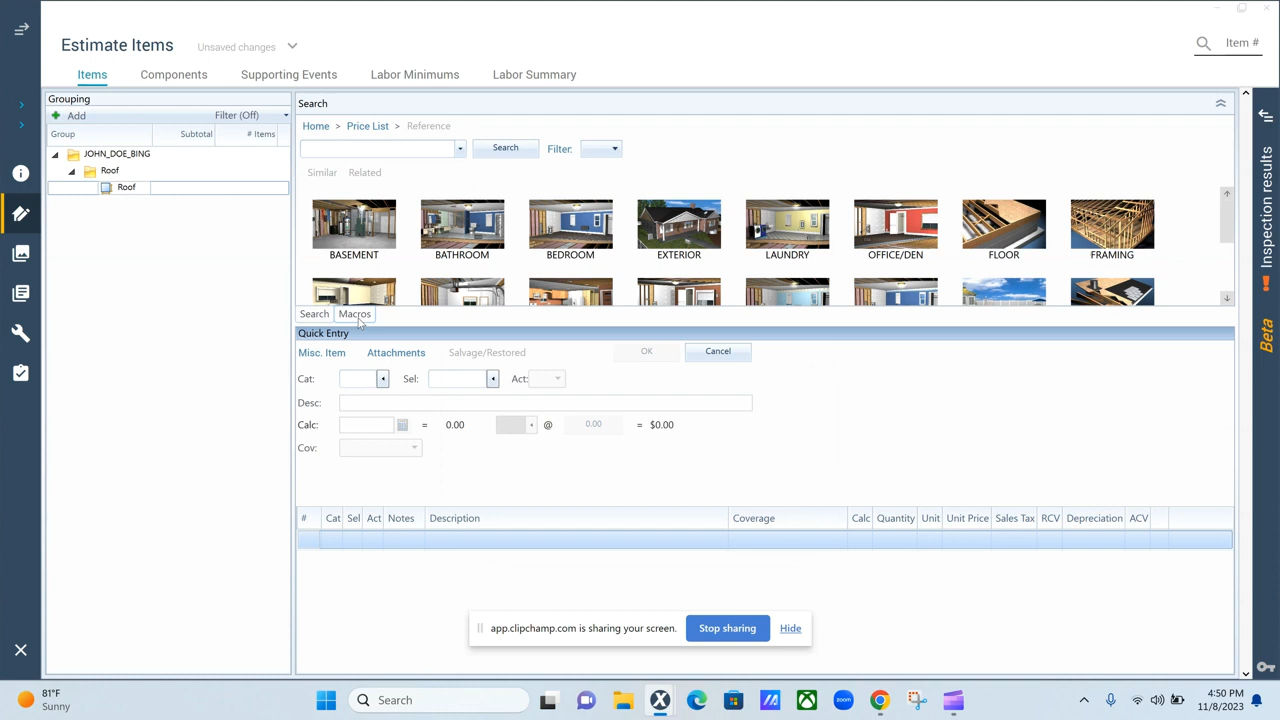 Estimate Items
Unsaved changes
Item #
Items
Components
Supporting Events
Labor Minimums
Labor Summary
Grouping
Add
Filter (Off)
Group
Subtotal
# Items
JOHN_DOE_BING
Roof
Roof
Search
Home > Price List > Reference
Search
Filter:
Similar
Related
BASEMENT
BATHROOM
BEDROOM
EXTERIOR
LAUNDRY
OFFICE/DEN
FLOOR
FRAMING
Search
Macros
Quick Entry
Misc. Item
Attachments
Salvage/Restored
OK
Cancel
Cat:
Sel:
Act:
Desc:
Calc:
= 0.00
@ 0.00
= $0.00
Cov:
# Cat Sel Act Notes Description Coverage Calc Quantity Unit Unit Price Sales Tax RCV Depreciation ACV
app.clipchamp.com is sharing your screen.
Stop sharing
Hide
Inspection results
Beta
81°F
Sunny
Search
zoom
4:50 PM
11/8/2023